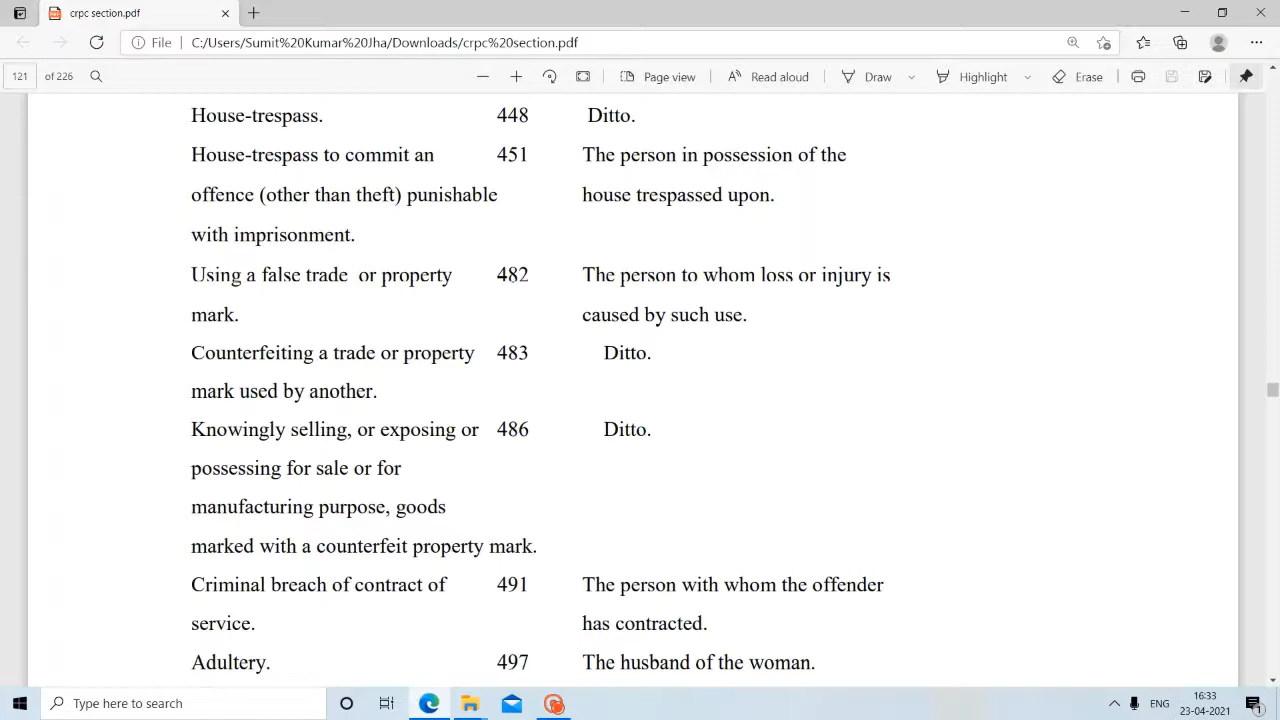 crpc section.pdf
File | C:/Users/Sumit%20Kumar%20Jha/Downloads/crpc%20section.pdf
121 of 226 Page view Read aloud Draw Highlight Erase
House-trespass. 448 Ditto.
House-trespass to commit an 451 The person in possession of the
offence (other than theft) punishable house trespassed upon.
with imprisonment.
Using a false trade or property 482 The person to whom loss or injury is
mark. caused by such use.
Counterfeiting a trade or property 483 Ditto.
mark used by another.
Knowingly selling, or exposing or 486 Ditto.
possessing for sale or for
manufacturing purpose, goods
marked with a counterfeit property mark.
Criminal breach of contract of 491 The person with whom the offender
service. has contracted.
Adultery. 497 The husband of the woman.
Type here to search ENG 16:33
23-04-2021 1